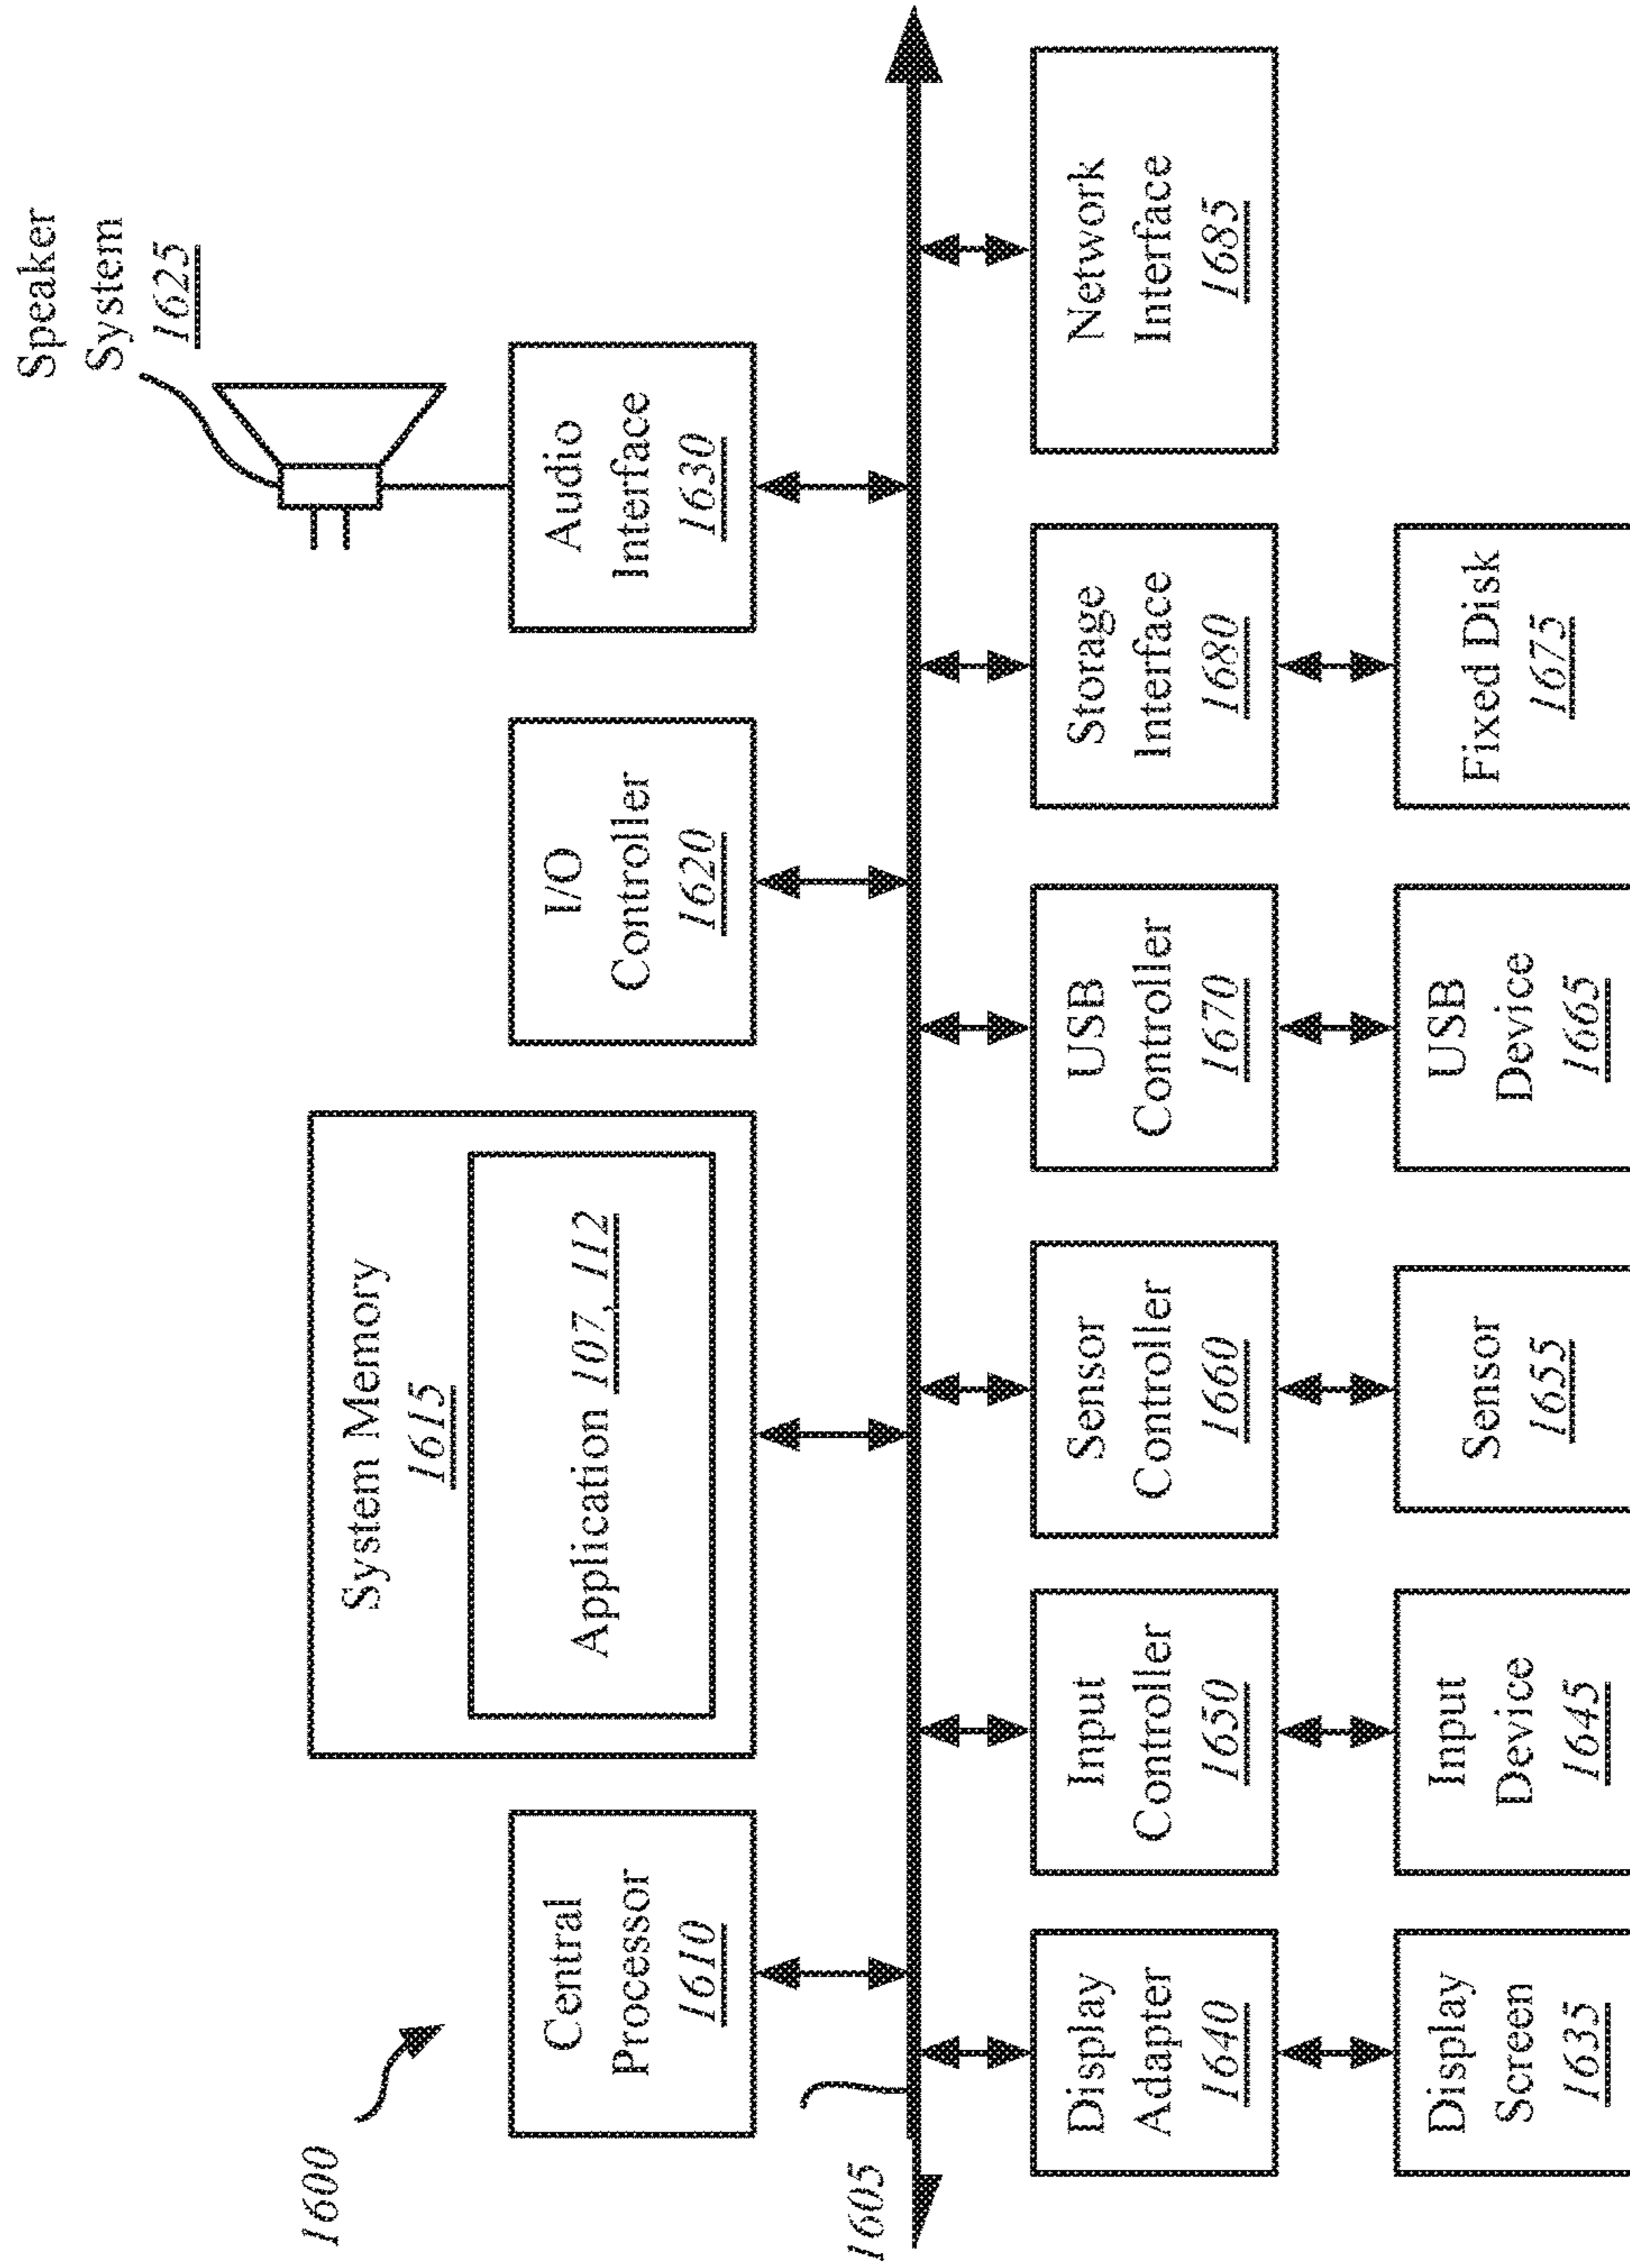 1600
Speaker
System
1625
System Memory
1615
Application 107, 112
Central
Processor
1610
I/O
Controller
1620
Audio
Interface
1630
1605
Display
Adapter
1640
Input
Controller
1650
Sensor
Controller
1660
USB
Controller
1670
Storage
Interface
1680
Network
Interface
1685
Display
Screen
1635
Input
Device
1645
Sensor
1655
USB
Device
1665
Fixed Disk
1675